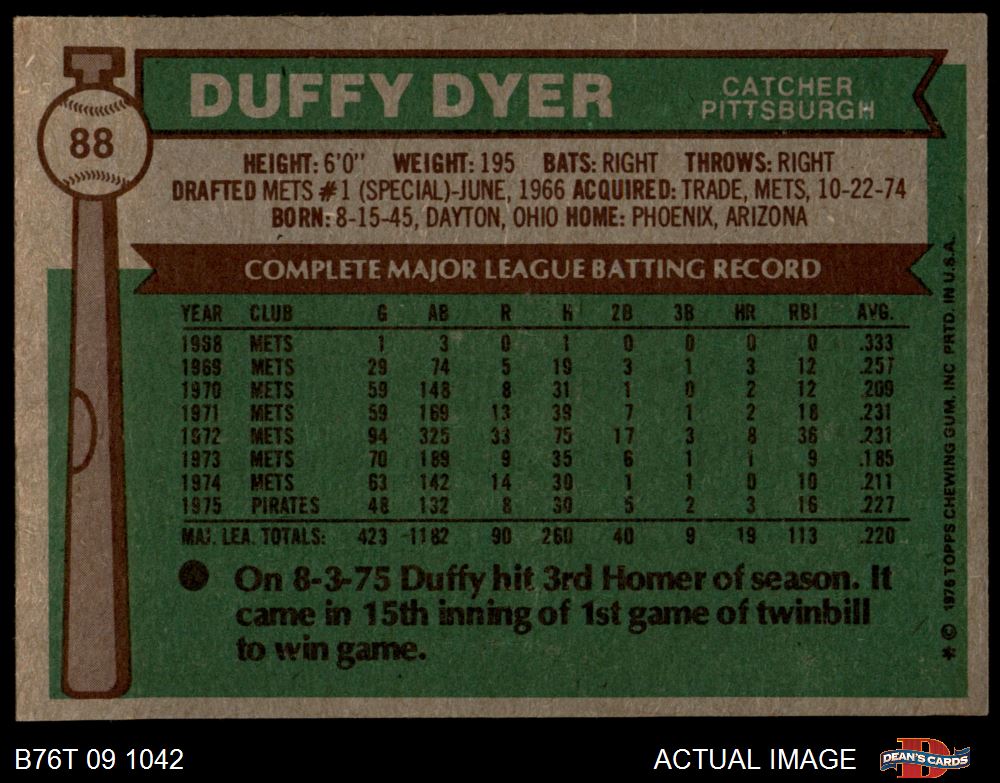 88
DUFFY DYER
CATCHER
PITTSBURGH
HEIGHT: 6'0" WEIGHT: 195 BATS: RIGHT THROWS: RIGHT
DRAFTED METS #1 (SPECIAL)-JUNE, 1966 ACQUIRED: TRADE, METS, 10-22-74
BORN: 8-15-45, DAYTON, OHIO HOME: PHOENIX, ARIZONA
COMPLETE MAJOR LEAGUE BATTING RECORD
YEAR CLUB G AB R H 2B 3B HR RBI AVG.
1968 METS 1 3 0 1 0 0 0 0 .333
1969 METS 29 74 5 19 3 1 3 12 .257
1970 METS 59 148 8 31 1 0 2 12 .209
1971 METS 59 169 13 39 7 1 2 18 .231
1972 METS 94 325 33 75 17 3 8 36 .231
1973 METS 70 189 9 35 6 1 1 9 .185
1974 METS 63 142 14 30 1 1 0 10 .211
1975 PIRATES 48 132 8 30 5 2 3 16 .227
MAJ. LEA. TOTALS: 423 1182 90 260 40 9 19 113 .220
● On 8-3-75 Duffy hit 3rd Homer of season. It
came in 15th inning of 1st game of twinbill
to win game.
* © 1976 TOPPS CHEWING GUM, INC PRTD. IN U.S.A.
B76T 09 1042
ACTUAL IMAGE
DEAN'S CARDS